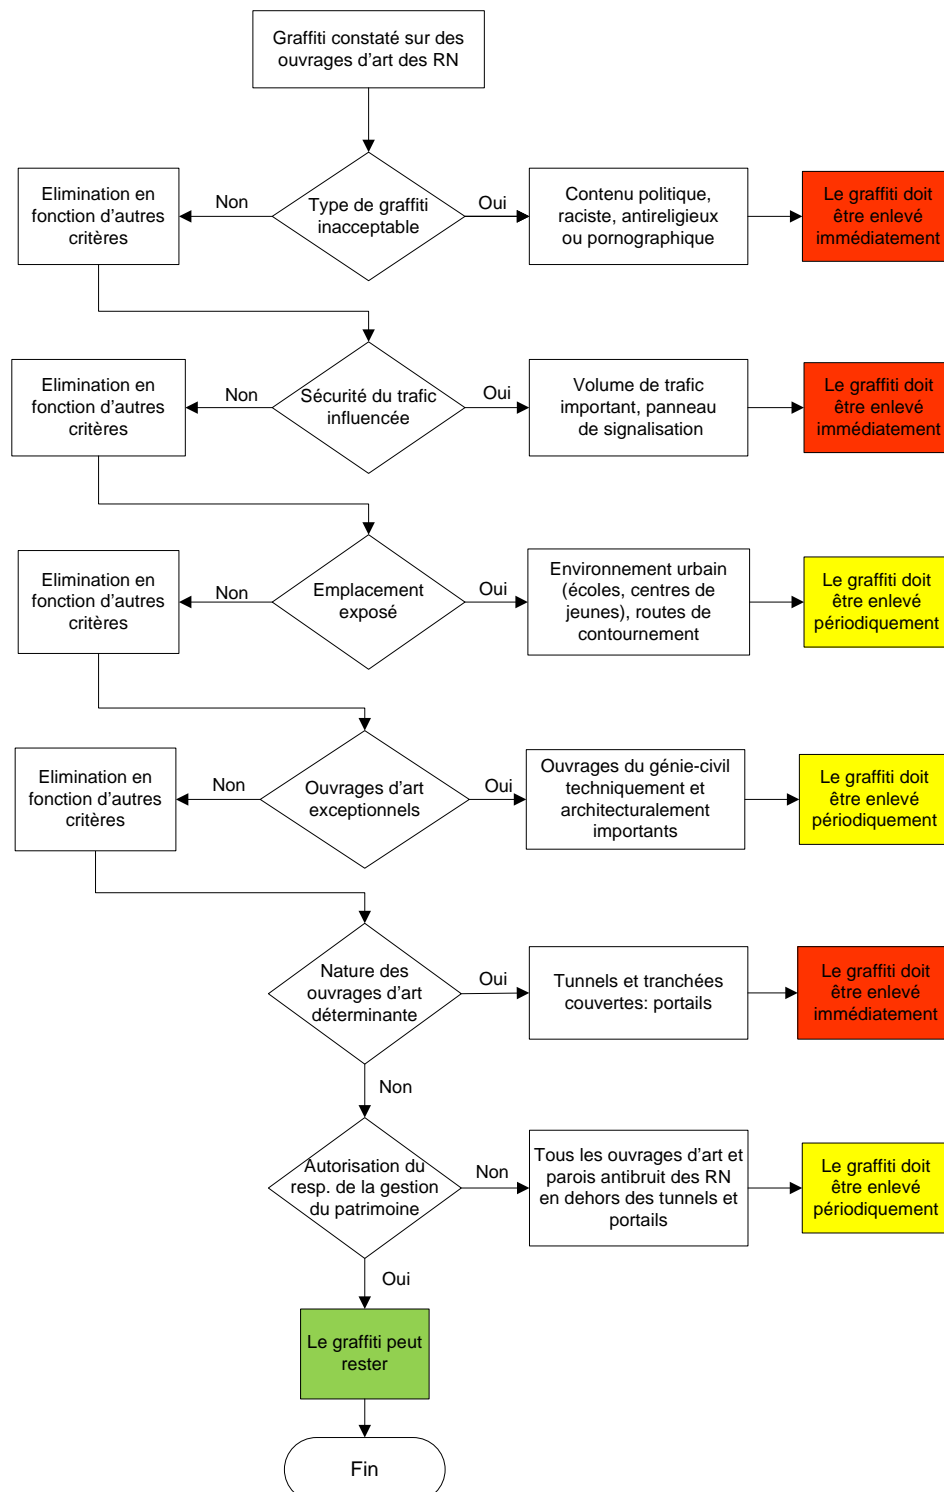 Graffiti constaté sur des
ouvrages d'art des RN
Elimination en
fonction d'autres
critères
Non
Type de graffiti
inacceptable
Oui
Contenu politique,
raciste, antireligieux
ou pornographique
Le graffiti doit
être enlevé
immédiatement
Elimination en
fonction d'autres
critères
Non
Sécurité du trafic
influencée
Oui
Volume de trafic
important, panneau
de signalisation
Le graffiti doit
être enlevé
immédiatement
Elimination en
fonction d'autres
critères
Non
Emplacement
exposé
Oui
Environnement urbain
(écoles, centres de
jeunes), routes de
contournement
Le graffiti doit
être enlevé
périodiquement
Elimination en
fonction d'autres
critères
Non
Ouvrages d'art
exceptionnels
Oui
Ouvrages du génie-civil
techniquement et
architecturalement
importants
Le graffiti doit
être enlevé
périodiquement
Nature des
ouvrages d'art
déterminante
Oui
Tunnels et tranchées
couvertes: portails
Le graffiti doit
être enlevé
immédiatement
Non
Autorisation du
resp. de la gestion
du patrimoine
Non
Tous les ouvrages d'art et
parois antibruit des RN
en dehors des tunnels et
portails
Le graffiti doit
être enlevé
périodiquement
Oui
Le graffiti peut
rester
Fin